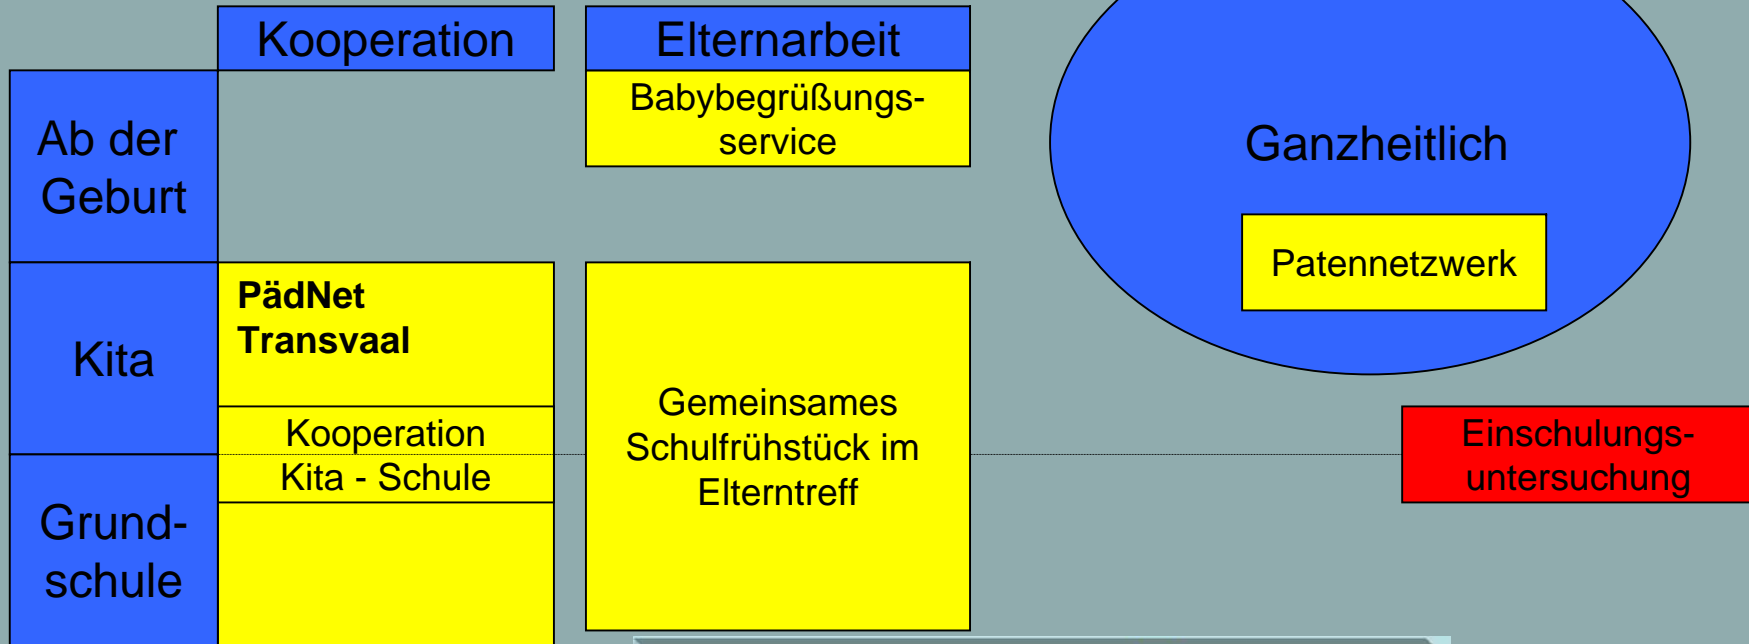 Kooperation
Elternarbeit
Babybegrüßungs-
service
Ab der
Geburt
Ganzheitlich
Patennetzwerk
Kita
PädNet
Transvaal
Kooperation
Kita - Schule
Gemeinsames
Schulfrühstück im
Elterntreff
Einschulungs-
untersuchung
Grund-
schule